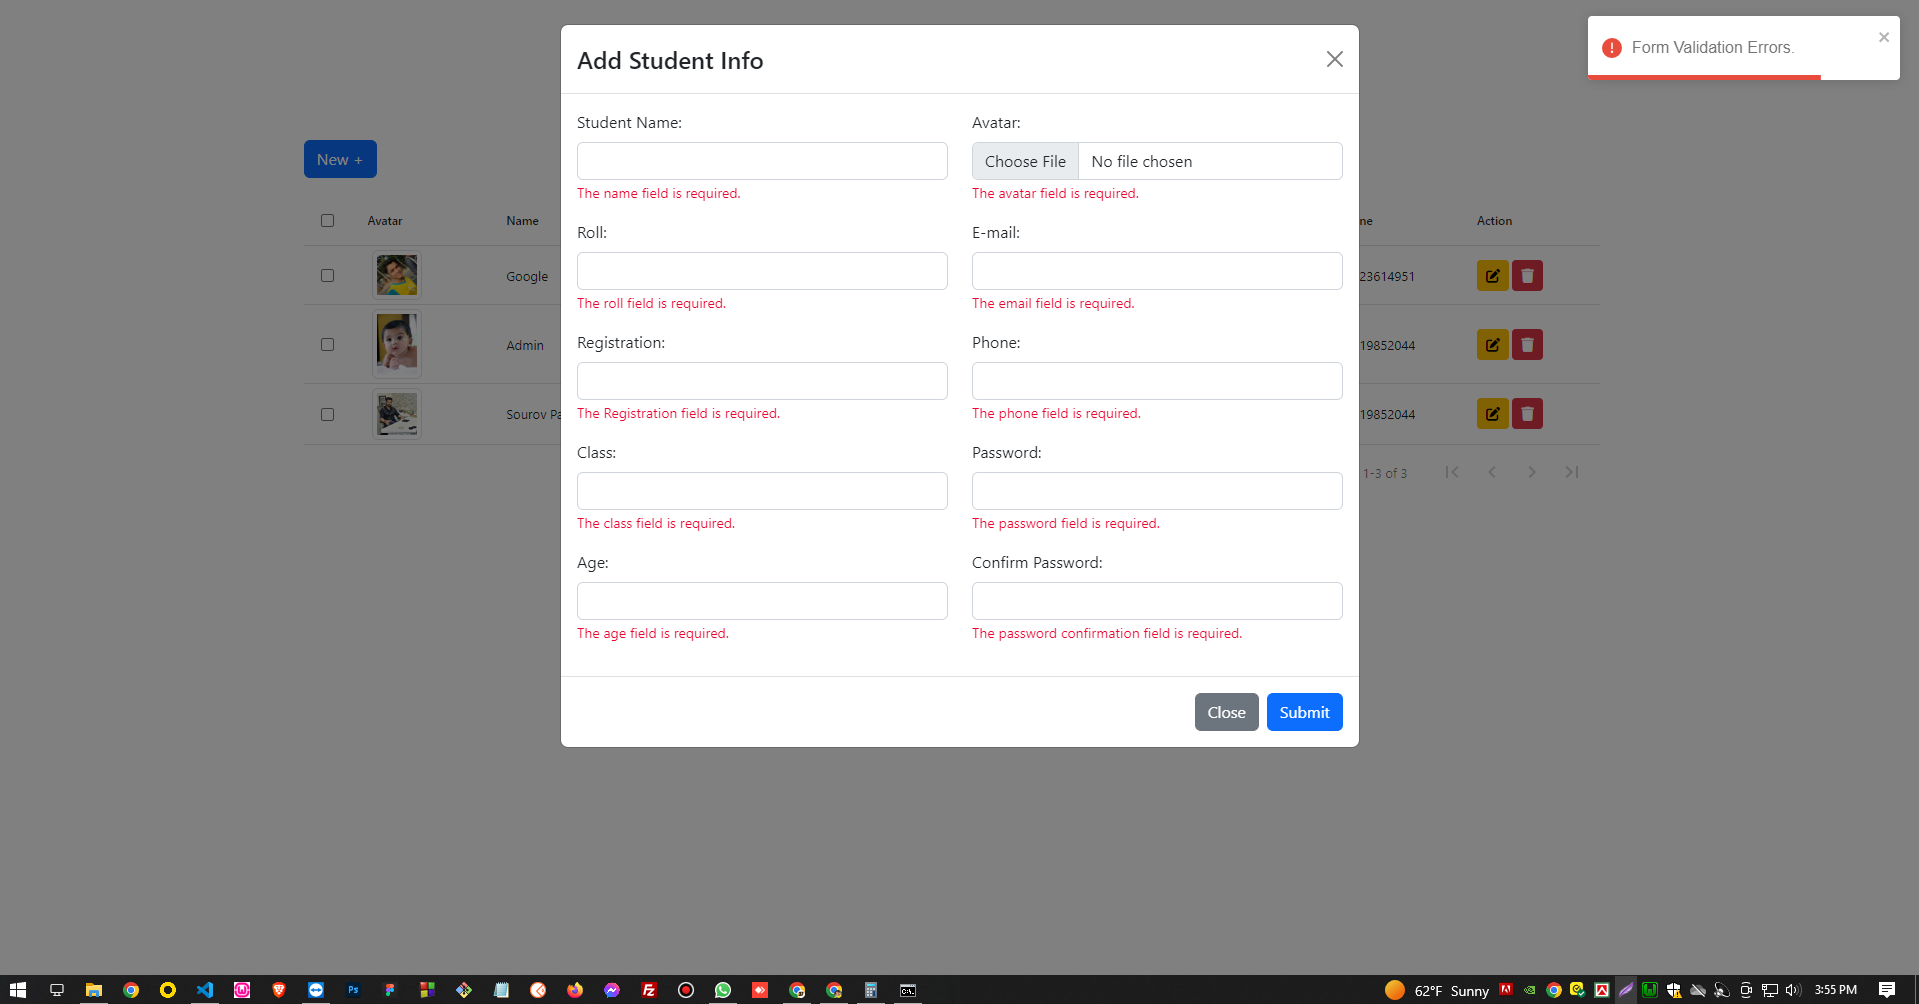 Add Student Info
Form Validation Errors.
Student Name:
Avatar:
Choose File No file chosen
The name field is required.
The avatar field is required.
New +
Roll:
E-mail:
Avatar
Name
ne
Action
The roll field is required.
The email field is required.
Google
23614951
Registration:
Phone:
Admin
19852044
The Registration field is required.
The phone field is required.
Sourov Pa
19852044
Class:
Password:
1-3 of 3
The class field is required.
The password field is required.
Age:
Confirm Password:
The age field is required.
The password confirmation field is required.
Close
Submit
Ps
Fz
62°F Sunny
3:55 PM